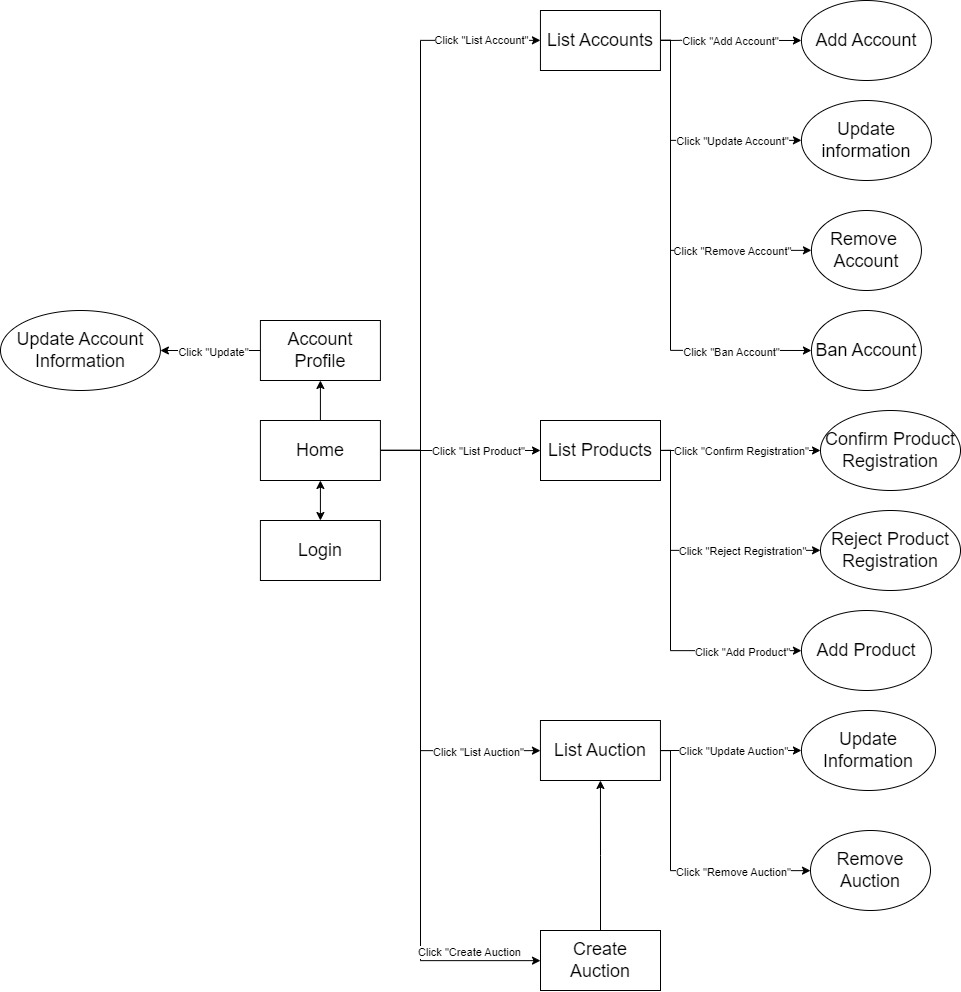 Click "List Account"
List Accounts
Click "Add Account"
Add Account
Click "Update Account"
Update
information
Click "Remove Account"
Remove
Account
Click "Ban Account"
Ban Account
Update Account
Information
Click "Update"
Account
Profile
Home
Login
Click "List Product"
List Products
Click "Confirm Registration"
Confirm Product
Registration
Click "Reject Registration"
Reject Product
Registration
Click "Add Product"
Add Product
Click "List Auction"
List Auction
Click "Update Auction"
Update
Information
Click "Remove Auction"
Remove
Auction
Click "Create Auction
Create
Auction